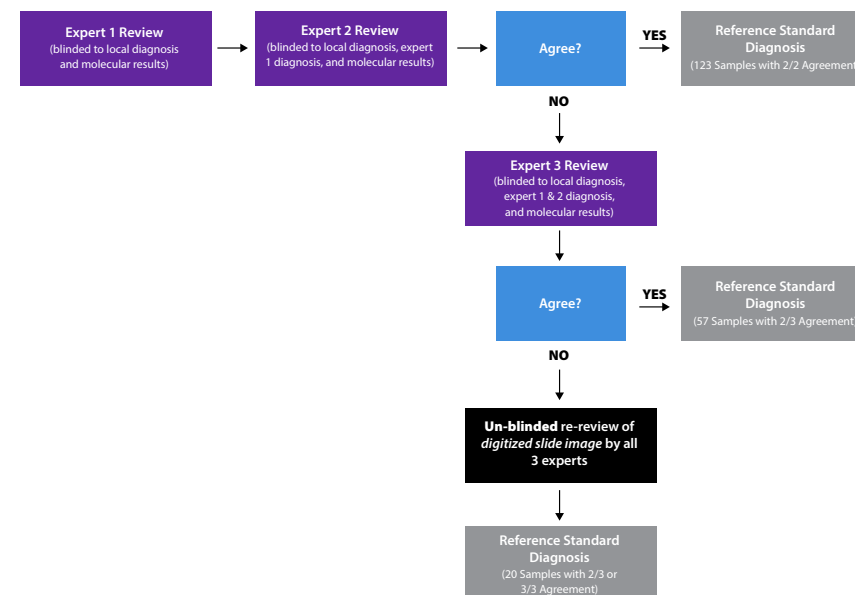 Expert 1 Review
(blinded to local diagnosis
and molecular results)
Expert 2 Review
(blinded to local diagnosis, expert
1 diagnosis, and molecular results)
Agree?
YES
Reference Standard
Diagnosis
(123 Samples with 2/2 Agreement
NO
Expert 3 Review
(blinded to local diagnosis,
expert 1 & 2 diagnosis,
and molecular results)
Agree?
YES
Reference Standard
Diagnosis
(57 Samples with 2/3 Agreement)
NO
Un-blinded re-review of
digitized slide image by all
3 experts
Reference Standard
Diagnosis
(20 Samples with 2/3 or
3/3 Agreement)